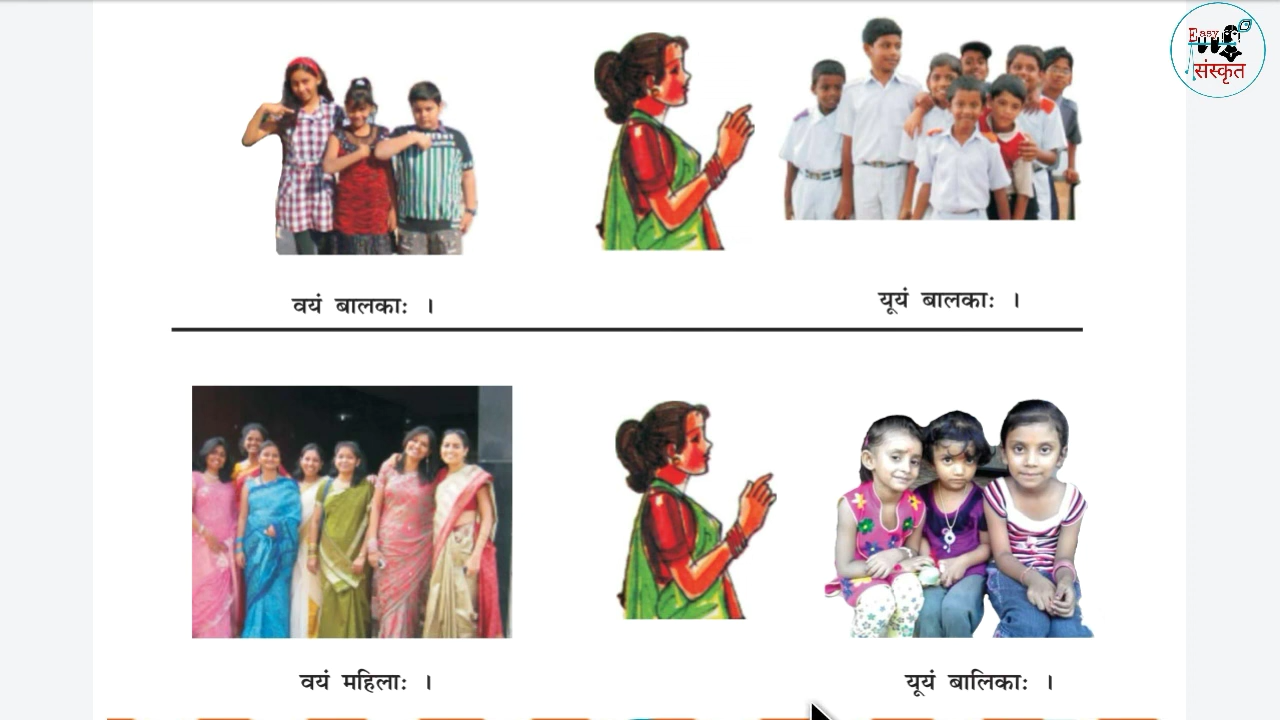 Easy
संस्कृत
वयं बालकाः ।
यूयं बालकाः ।
वयं महिलाः ।
यूयं बालिकाः ।